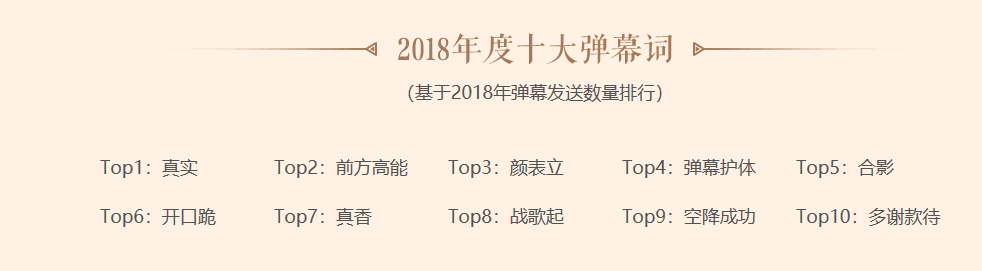 2018年度十大弹幕词
（基于2018年弹幕发送数量排行）
Top1：真实 Top2：前方高能 Top3：颜表立 Top4：弹幕护体 Top5：合影
Top6：开口跪 Top7：真香 Top8：战歌起 Top9：空降成功 Top10：多谢款待